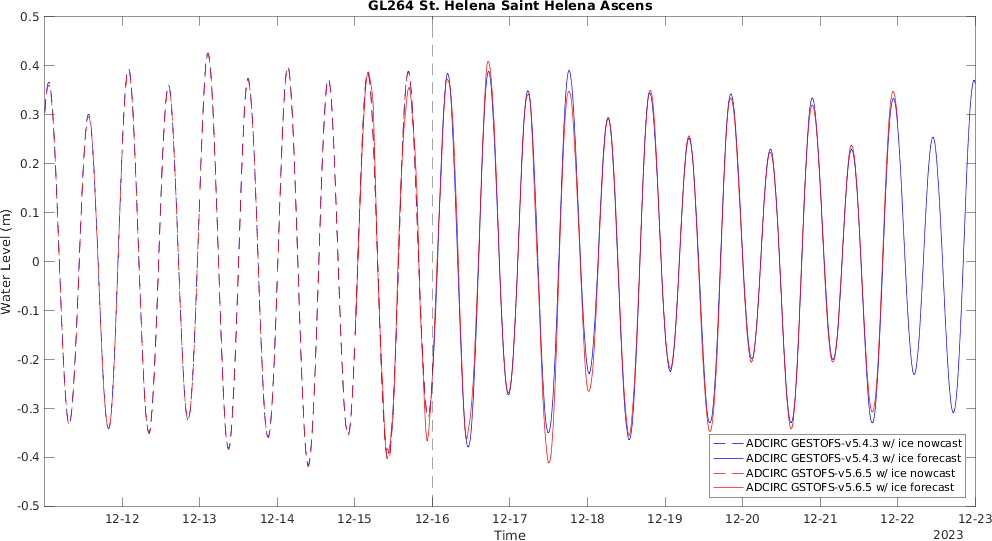 GL264 St. Helena Saint Helena Ascens
0.5
0.4
0.3
0.2
0.1
0
-0.1
-0.2
-0.3
-0.4
-0.5
Water Level (m)
ADCIRC GESTOFS-v5.4.3 w/ ice nowcast
ADCIRC GESTOFS-v5.4.3 w/ ice forecast
ADCIRC GSTOFS-v5.6.5 w/ ice nowcast
ADCIRC GSTOFS-v5.6.5 w/ ice forecast
12-12 12-13 12-14 12-15 12-16 12-17 12-18 12-19 12-20 12-21 12-22 12-23
Time
2023